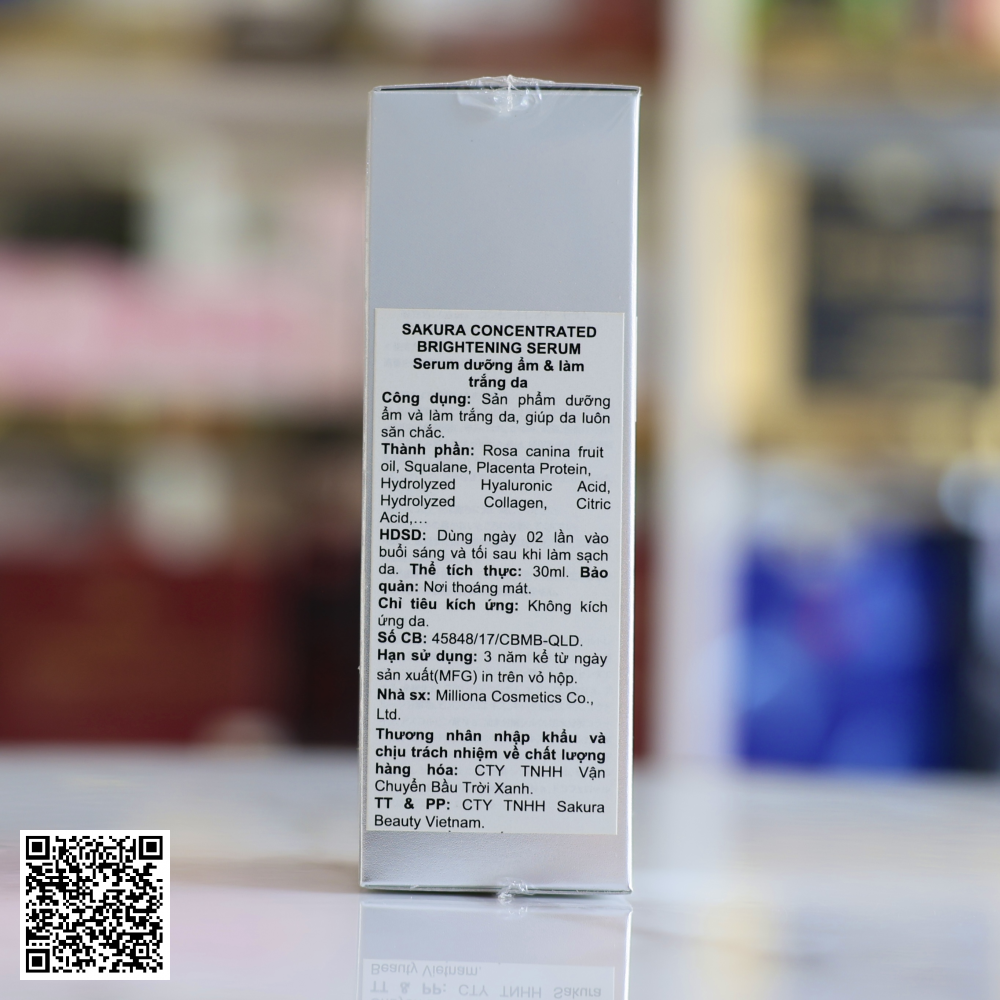 SAKURA CONCENTRATED
BRIGHTENING SERUM
Serum dưỡng ẩm & làm
trắng da
Công dụng: Sản phẩm dưỡng
ẩm và làm trắng da, giúp da luôn
săn chắc.
Thành phần: Rosa canina fruit
oil, Squalane, Placenta Protein,
Hydrolyzed Hyaluronic Acid,
Hydrolyzed Collagen, Citric
Acid,...
HDSD: Dùng ngày 02 lần vào
buổi sáng và tối sau khi làm sạch
da. Thể tích thực: 30ml. Bảo
quản: Nơi thoáng mát.
Chỉ tiêu kích ứng: Không kích
ứng da.
Số CB: 45848/17/CBMB-QLD.
Hạn sử dụng: 3 năm kể từ ngày
sản xuất(MFG) in trên vỏ hộp.
Nhà sx: Milliona Cosmetics Co.,
Ltd.
Thương nhân nhập khẩu và
chịu trách nhiệm về chất lượng
hàng hóa: CTY TNHH Vận
Chuyển Bầu Trời Xanh.
TT & PP: CTY TNHH Sakura
Beauty Vietnam.